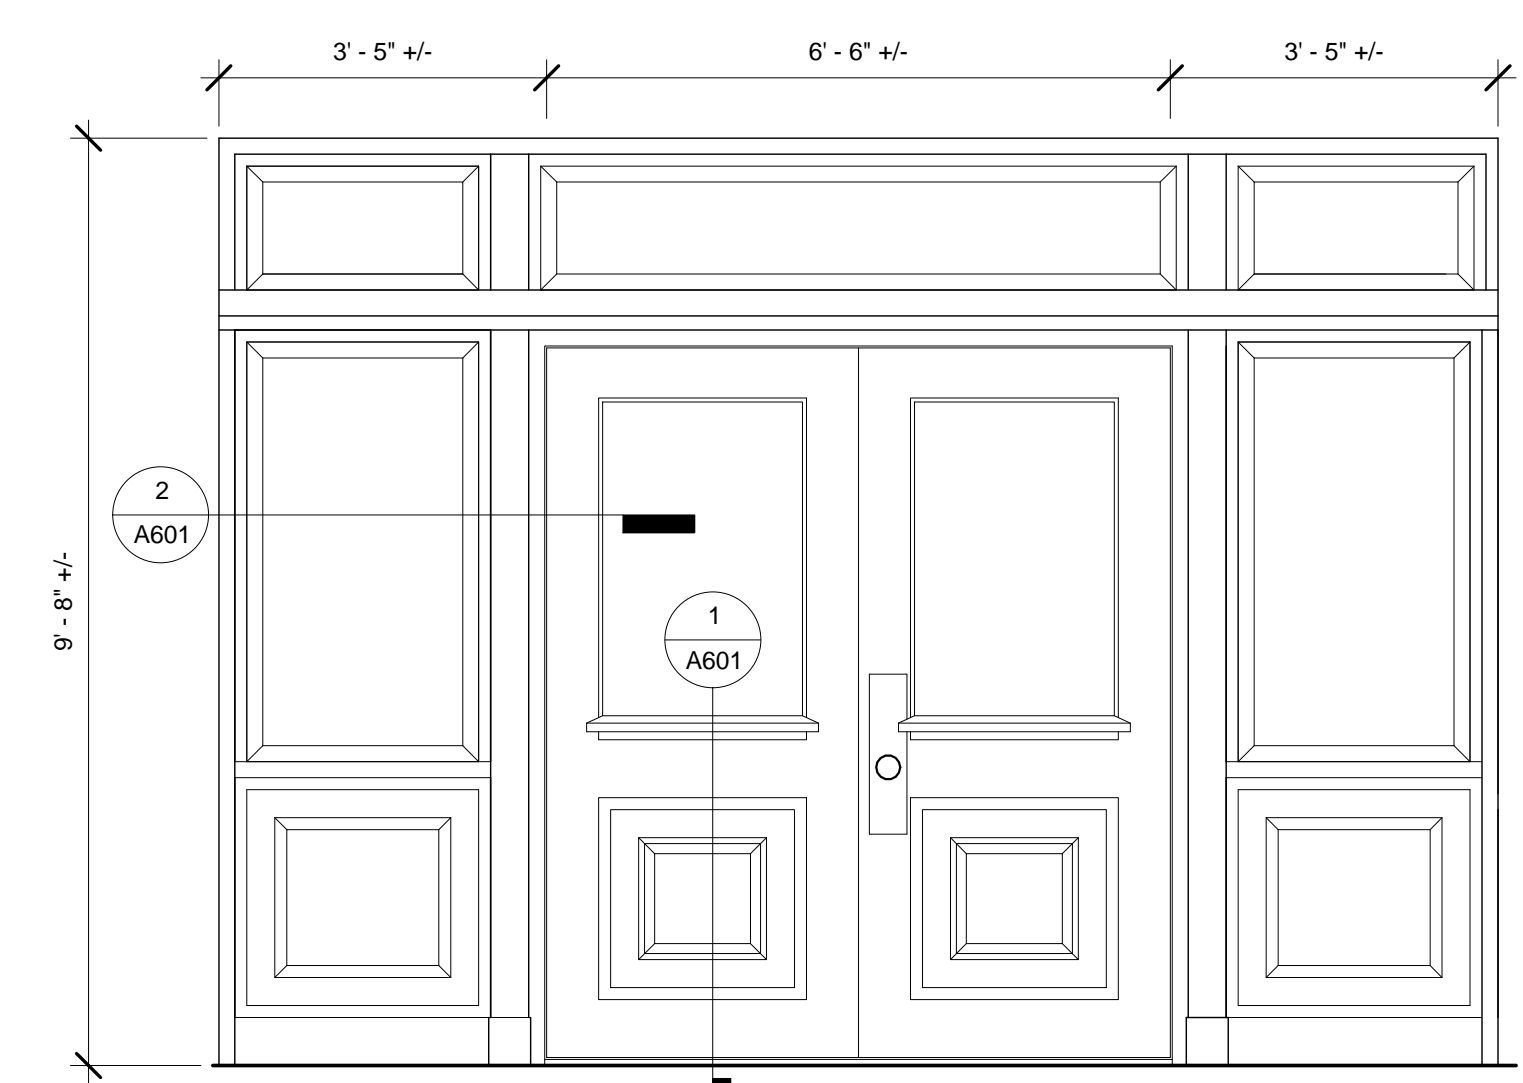 3' - 5" +/-
6' - 6" +/-
3' - 5" +/-
2
A601
9' - 8" +/-
1
A601